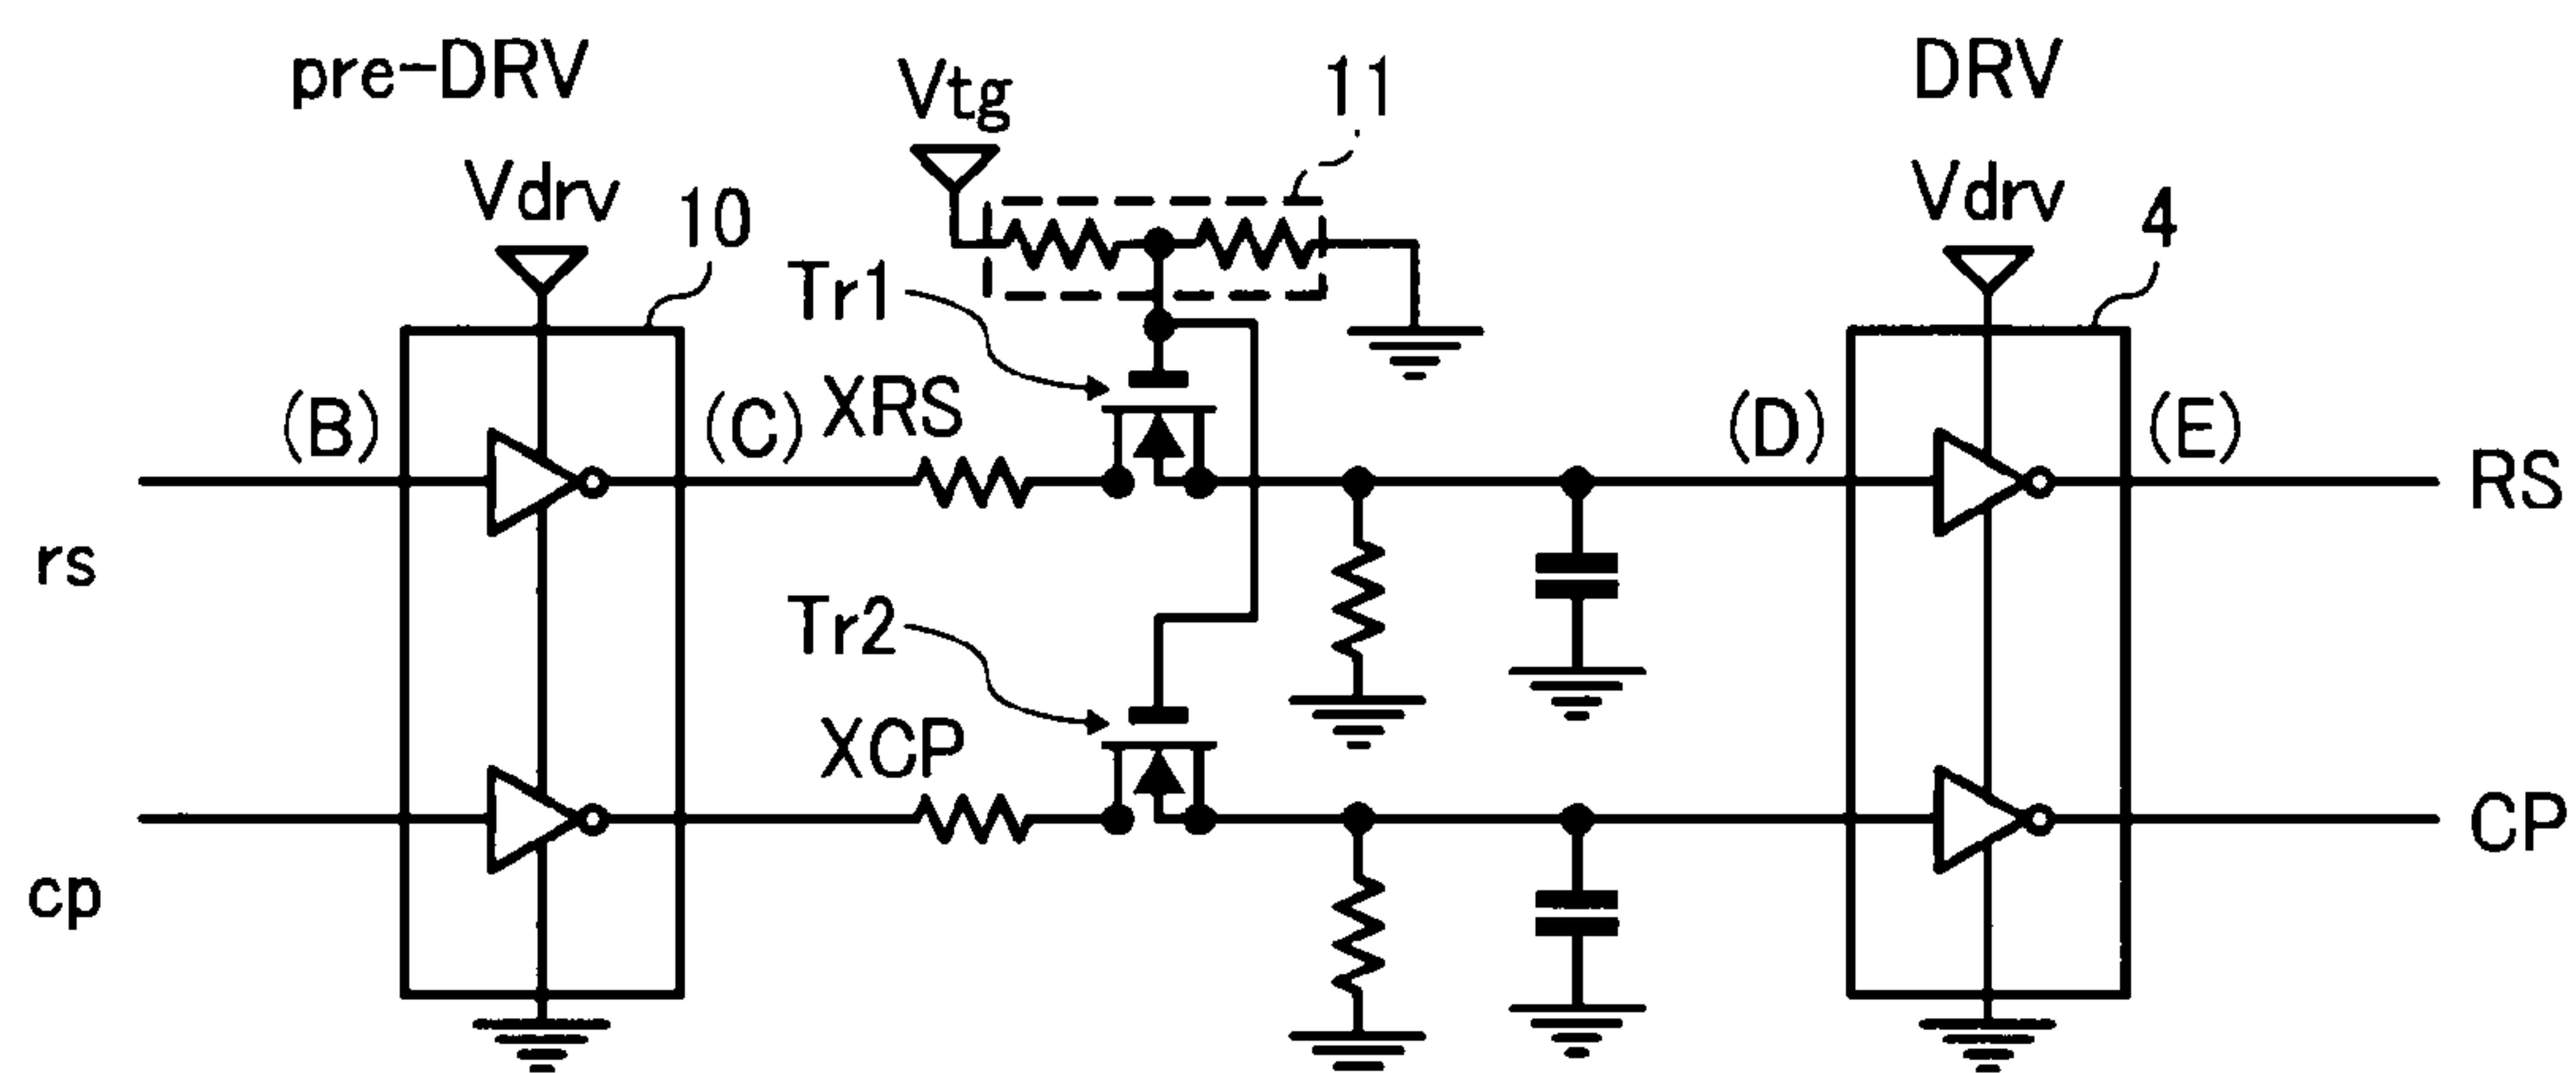 pre-DRV
Vtg
11
DRV
Vdrv
10
Vdrv
4
Tr1
(B)
(C)
XRS
(D)
(E)
RS
rs
Tr2
XCP
CP
cp